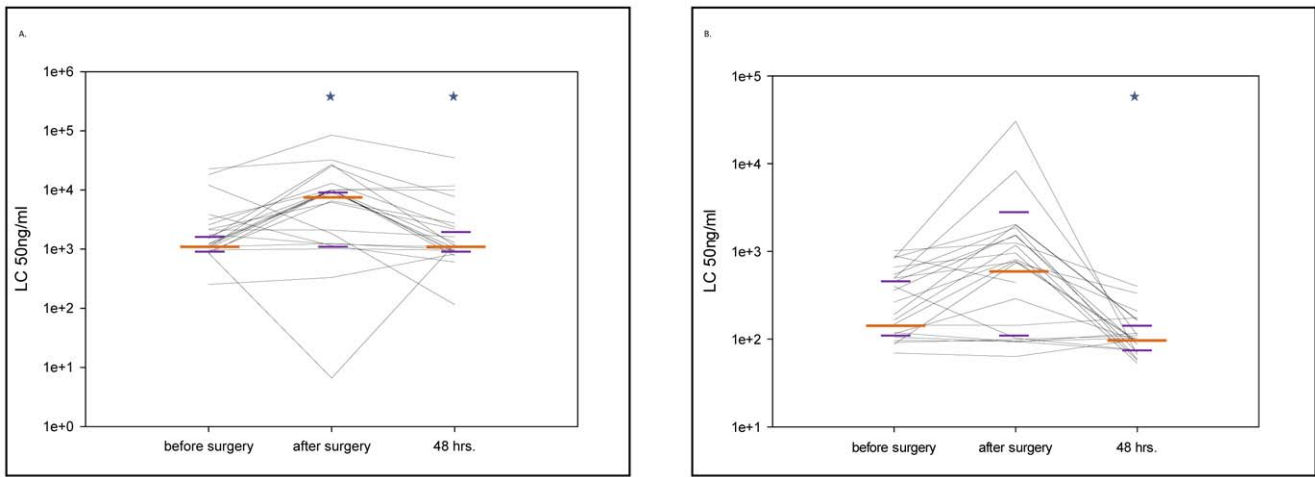 A.
1e+6
1e+5
1e+4
1e+3
1e+2
1e+1
1e+0
LC 50ng/ml
before surgery
after surgery
48 hrs.
B.
1e+5
1e+4
1e+3
1e+2
1e+1
LC 50ng/ml
before surgery
after surgery
48 hrs.